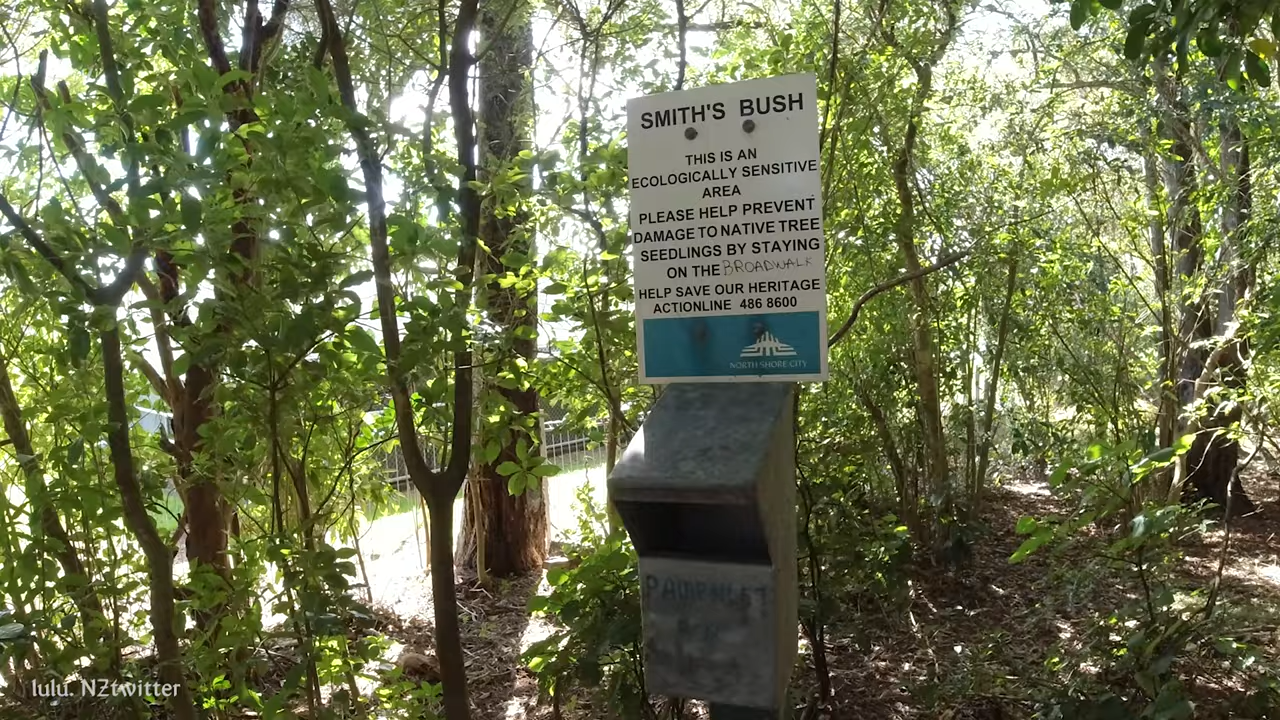 SMITH'S BUSH
THIS IS AN
ECOLOGICALLY SENSITIVE
AREA
PLEASE HELP PREVENT
DAMAGE TO NATIVE TREE
SEEDLINGS BY STAYING
ON THE BROADWALK
HELP SAVE OUR HERITAGE
ACTIONLINE 486 8600
NORTH SHORE CITY
lulu. NZtwitter